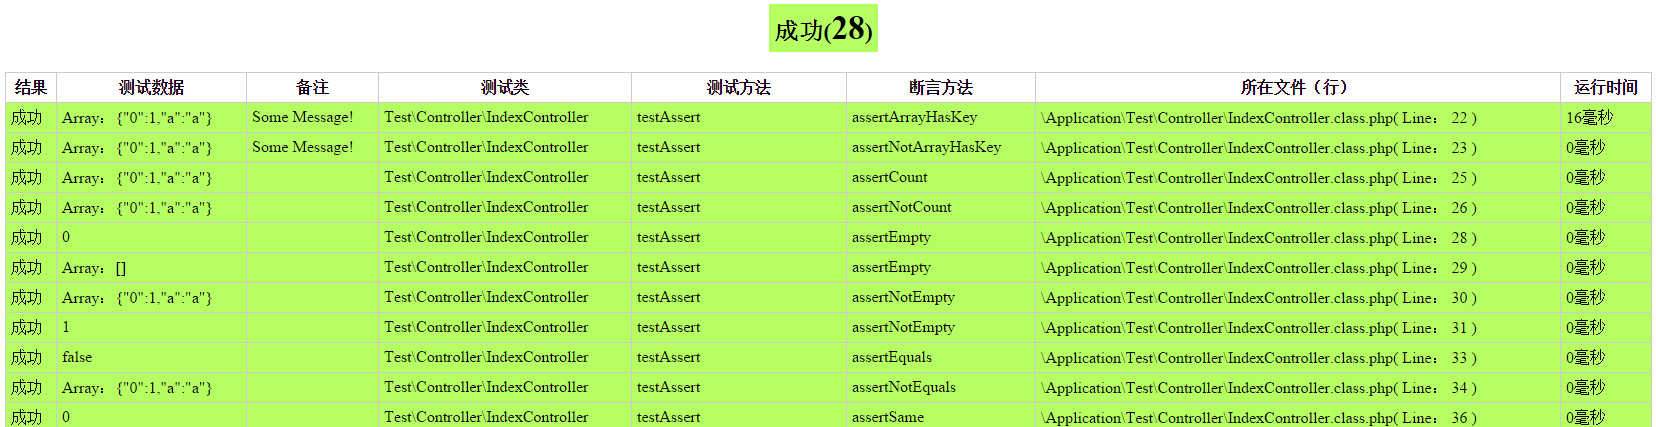 成功(28)
结果 测试数据 备注 测试类 测试方法 断言方法 所在文件（行） 运行时间
成功 Array：{"0":1,"a":"a"} Some Message! Test\Controller\IndexController testAssert assertArrayHasKey \Application\Test\Controller\IndexController.class.php( Line： 22 ) 16毫秒
成功 Array：{"0":1,"a":"a"} Some Message! Test\Controller\IndexController testAssert assertNotArrayHasKey \Application\Test\Controller\IndexController.class.php( Line： 23 ) 0毫秒
成功 Array：{"0":1,"a":"a"} Test\Controller\IndexController testAssert assertCount \Application\Test\Controller\IndexController.class.php( Line： 25 ) 0毫秒
成功 Array：{"0":1,"a":"a"} Test\Controller\IndexController testAssert assertNotCount \Application\Test\Controller\IndexController.class.php( Line： 26 ) 0毫秒
成功 0 Test\Controller\IndexController testAssert assertEmpty \Application\Test\Controller\IndexController.class.php( Line： 28 ) 0毫秒
成功 Array：[] Test\Controller\IndexController testAssert assertEmpty \Application\Test\Controller\IndexController.class.php( Line： 29 ) 0毫秒
成功 Array：{"0":1,"a":"a"} Test\Controller\IndexController testAssert assertNotEmpty \Application\Test\Controller\IndexController.class.php( Line： 30 ) 0毫秒
成功 1 Test\Controller\IndexController testAssert assertNotEmpty \Application\Test\Controller\IndexController.class.php( Line： 31 ) 0毫秒
成功 false Test\Controller\IndexController testAssert assertEquals \Application\Test\Controller\IndexController.class.php( Line： 33 ) 0毫秒
成功 Array：{"0":1,"a":"a"} Test\Controller\IndexController testAssert assertNotEquals \Application\Test\Controller\IndexController.class.php( Line： 34 ) 0毫秒
成功 0 Test\Controller\IndexController testAssert assertSame \Application\Test\Controller\IndexController.class.php( Line： 36 ) 0毫秒